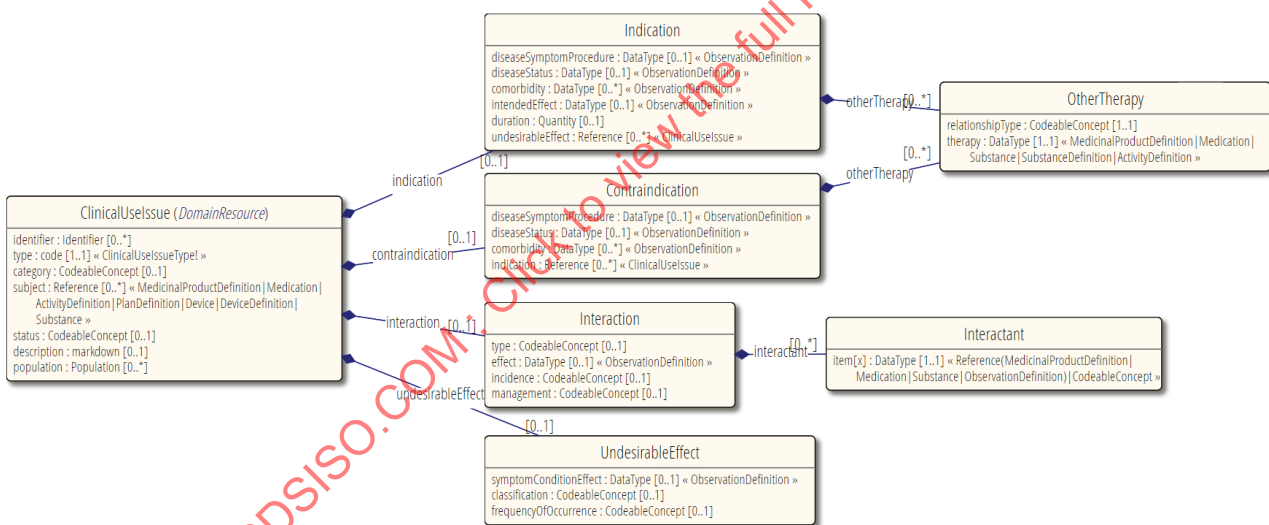 Indication
diseaseSymptomProcedure : DataType [0..1] « ObservationDefinition »
diseaseStatus : DataType [0..1] « ObservationDefinition »
comorbidity : DataType [0..*] « ObservationDefinition »
intendedEffect : DataType [0..1] « ObservationDefinition »
duration : Quantity [0..1]
undesirableEffect : Reference [0..*] « ClinicalUseIssue »
otherTherapy
[0..*]
OtherTherapy
relationshipType : CodeableConcept [1..1]
therapy : DataType [1..1] « MedicinalProductDefinition|Medication|
Substance|SubstanceDefinition|ActivityDefinition »
[0..*]
otherTherapy
[0..1]
indication
Contraindication
diseaseSymptomProcedure : DataType [0..1] « ObservationDefinition »
diseaseStatus : DataType [0..1] « ObservationDefinition »
comorbidity : DataType [0..*] « ObservationDefinition »
indication : Reference [0..*] « ClinicalUseIssue »
[0..1]
contraindication
ClinicalUseIssue (DomainResource)
identifier : Identifier [0..*]
type : code [1..1] « ClinicalUseIssueType! »
category : CodeableConcept [0..1]
subject : Reference [0..*] « MedicinalProductDefinition|Medication|
ActivityDefinition|PlanDefinition|Device|DeviceDefinition|
Substance »
status : CodeableConcept [0..1]
description : markdown [0..1]
population : Population [0..*]
interaction
[0..1]
Interaction
type : CodeableConcept [0..1]
effect : DataType [0..1] « ObservationDefinition »
incidence : CodeableConcept [0..1]
management : CodeableConcept [0..1]
interactant
[0..*]
Interactant
item[x] : DataType [1..1] « Reference(MedicinalProductDefinition|
Medication|Substance|ObservationDefinition)|CodeableConcept »
undesirableEffect
[0..1]
UndesirableEffect
symptomConditionEffect : DataType [0..1] « ObservationDefinition »
classification : CodeableConcept [0..1]
frequencyOfOccurrence : CodeableConcept [0..1]
DSISO.COM : Click to view the full